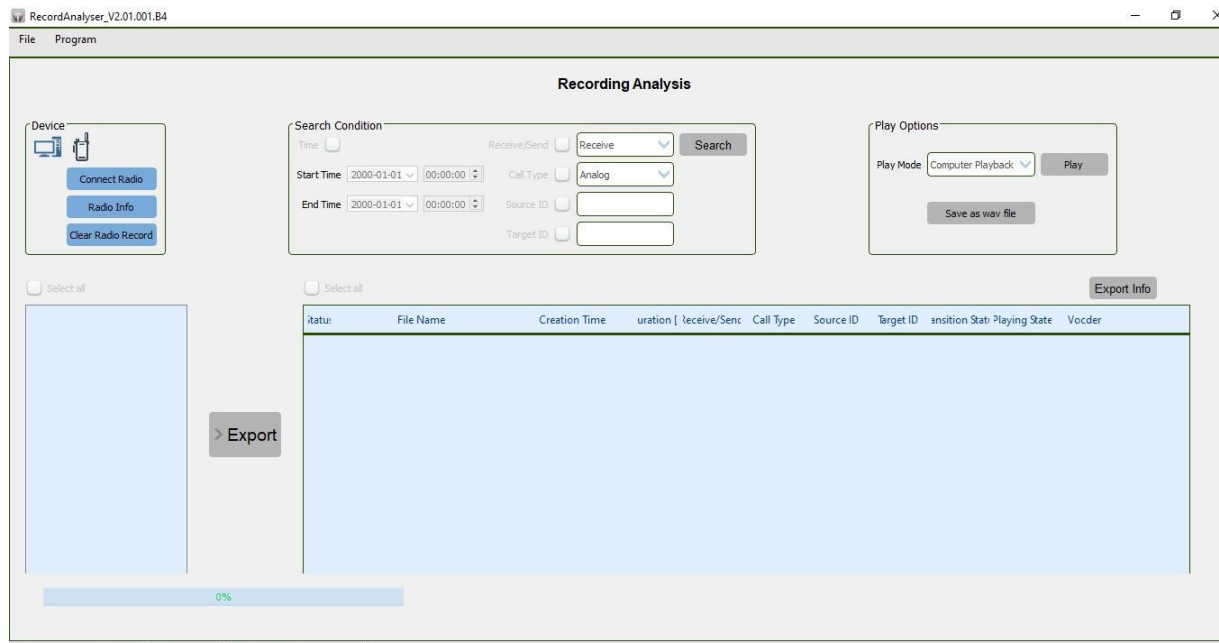 RecordAnalyser_V2.01.001.B4
File Program
Recording Analysis
Device
Connect Radio
Radio Info
Clear Radio Record
Search Condition
Time Receive/Send Receive Search
Start Time 2000-01-01 00:00:00 Call Type Analog
End Time 2000-01-01 00:00:00 Source ID
Target ID
Play Options
Play Mode Computer Playback Play
Save as wav file
Select all
Select all
Export Info
File Name Creation Time uration [ Call Type Source ID Target ID ansition Stat Playing State Vocder
> Export
0%